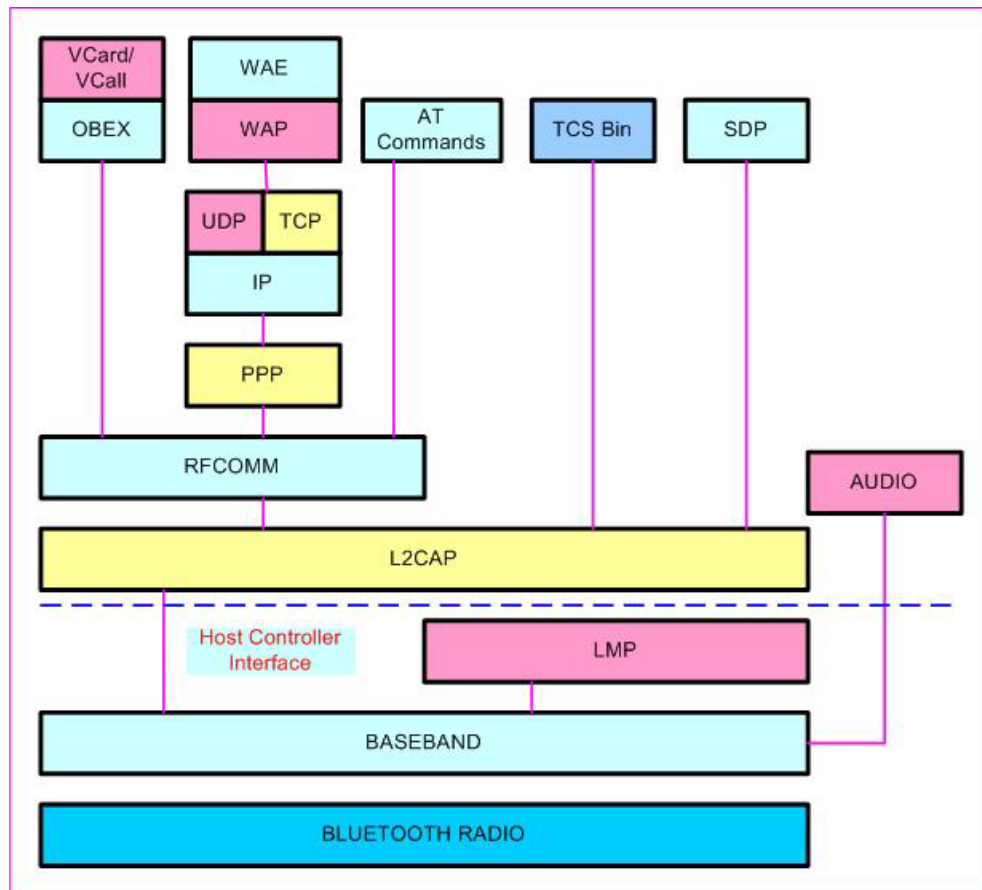 VCard/
VCall
OBEX
WAE
WAP
AT
Commands
TCS Bin
SDP
UDP
TCP
IP
PPP
RFCOMM
AUDIO
L2CAP
Host Controller
Interface
LMP
BASEBAND
BLUETOOTH RADIO